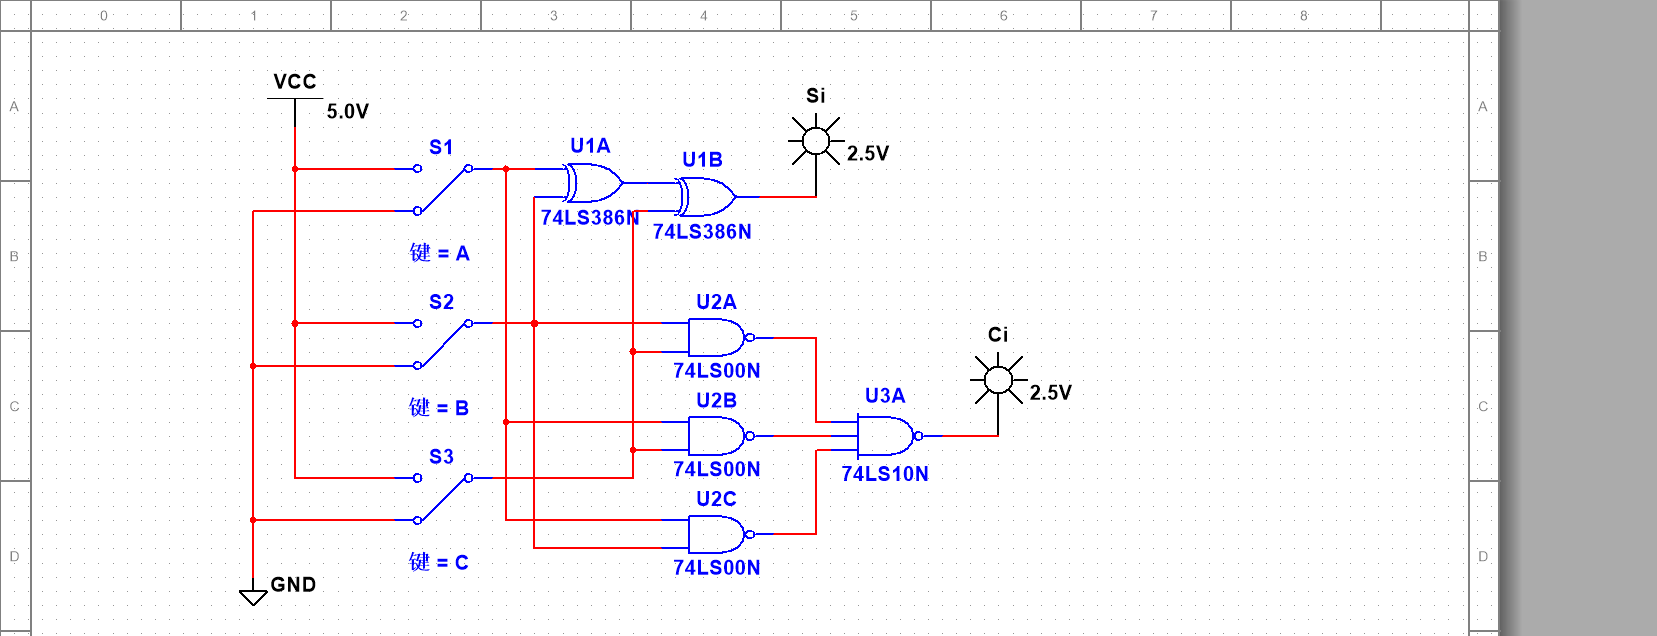 0 1 2 3 4 5 6 7 8
A A
B B
C C
D D
VCC
5.0V
S1
键 = A
S2
键 = B
S3
键 = C
GND
U1A
74LS386N
U1B
74LS386N
Si
2.5V
U2A
74LS00N
U2B
74LS00N
U2C
74LS00N
U3A
74LS10N
Ci
2.5V